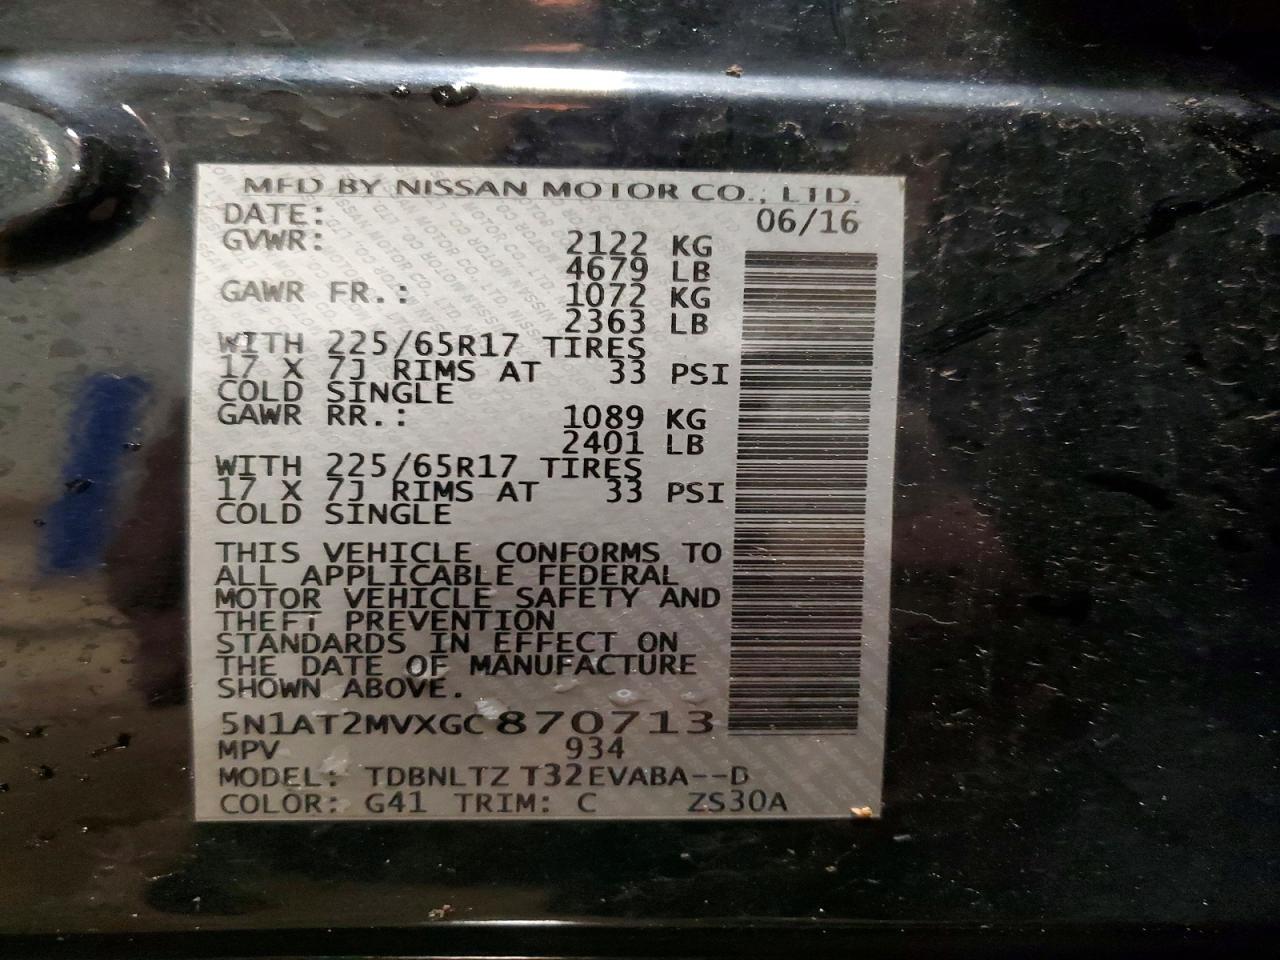 MFD BY NISSAN MOTOR CO., LTD.
DATE: 06/16
GVWR: 2122 KG
4679 LB
GAWR FR.: 1072 KG
2363 LB
WITH 225/65R17 TIRES
17 X 7J RIMS AT 33 PSI
COLD SINGLE
GAWR RR.: 1089 KG
2401 LB
WITH 225/65R17 TIRES
17 X 7J RIMS AT 33 PSI
COLD SINGLE
THIS VEHICLE CONFORMS TO
ALL APPLICABLE FEDERAL
MOTOR VEHICLE SAFETY AND
THEFT PREVENTION
STANDARDS IN EFFECT ON
THE DATE OF MANUFACTURE
SHOWN ABOVE.
5N1AT2MVXGC870713
MPV 934
MODEL: TDBNLTZ T32EVABA--D
COLOR: G41 TRIM: C ZS30A